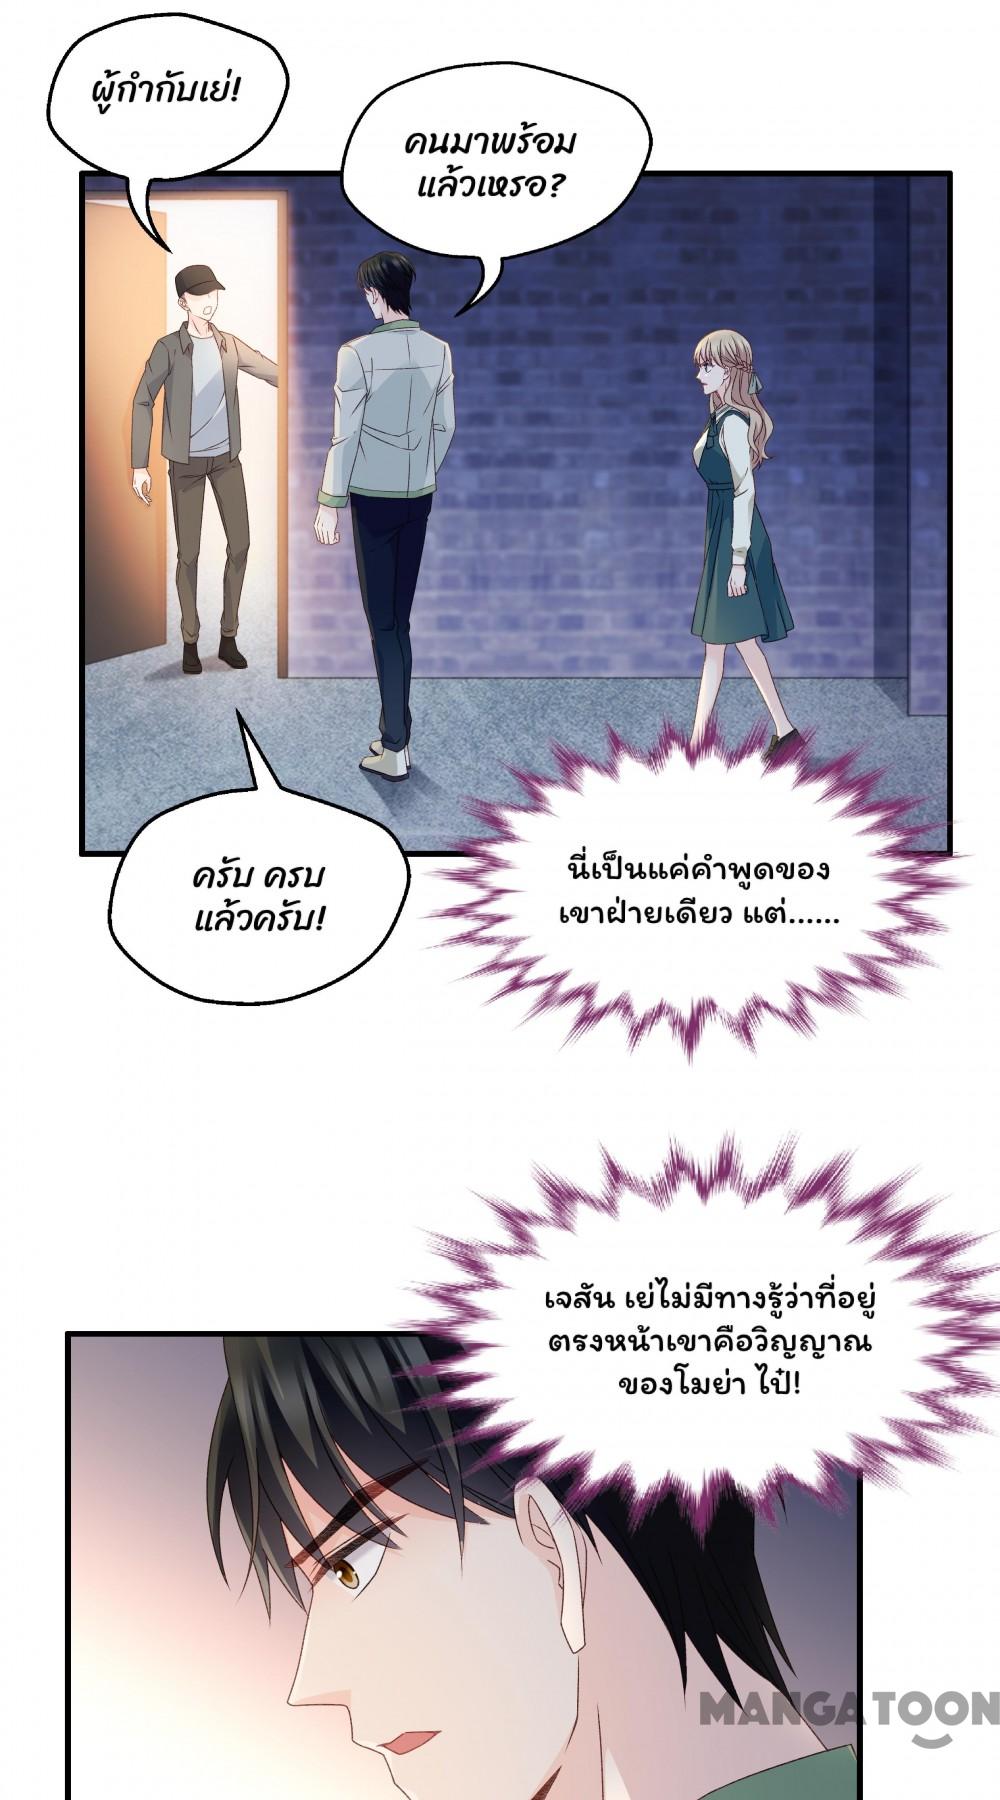 ผู้กำกับเย่!
คนมาพร้อม
แล้วเหรอ?
ครับ ครบ
แล้วครับ!
นี่เป็นแค่คำพูดของ
เขาฝ่ายเดียว แต่......
เจสัน เย่ไม่มีทางรู้ว่าที่อยู่
ตรงหน้าเขาคือวิญญาณ
ของโมย่า ไป๋!
MANGATOON